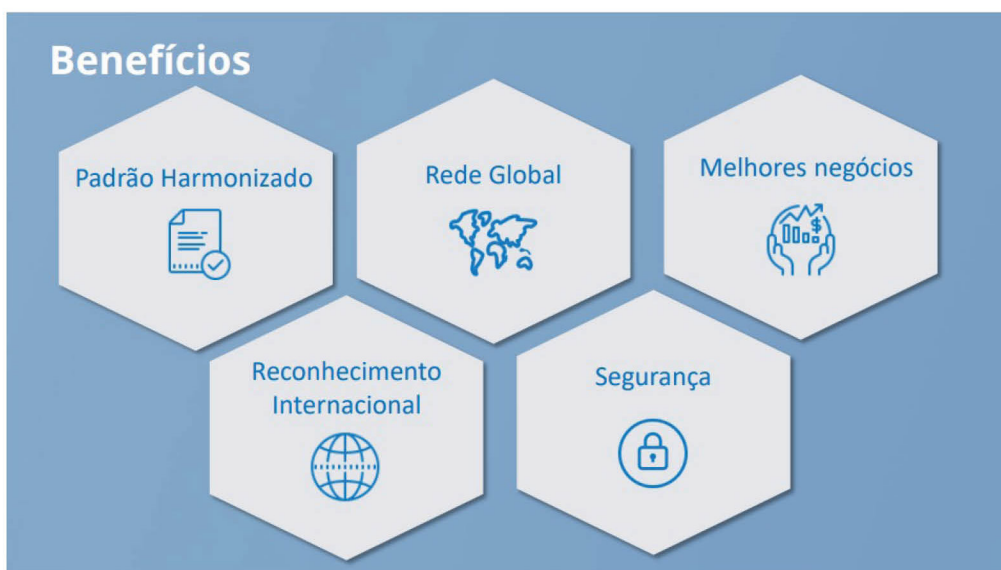 Benefícios
Padrão Harmonizado
Rede Global
Melhores negócios
$
Reconhecimento
Internacional
Segurança